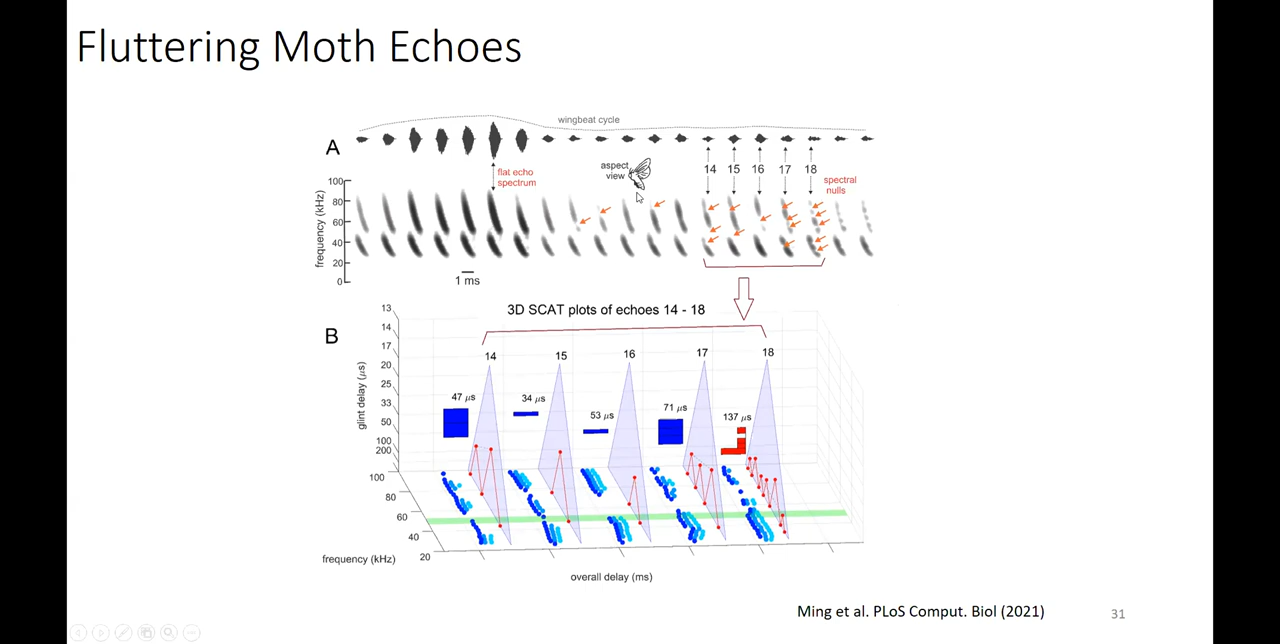 Fluttering Moth Echoes
wingbeat cycle
A
flat echo
spectrum
aspect
view
14 15 16 17 18
spectral
nulls
100
80
60
40
20
0
frequency (kHz)
1 ms
3D SCAT plots of echoes 14 - 18
B
13
14
17
20
25
33
50
100
200
glint delay (μs)
14 15 16 17 18
47 μs
34 μs
53 μs
71 μs
137 μs
100
80
60
40
20
frequency (kHz)
overall delay (ms)
Ming et al. PLoS Comput. Biol (2021)
31